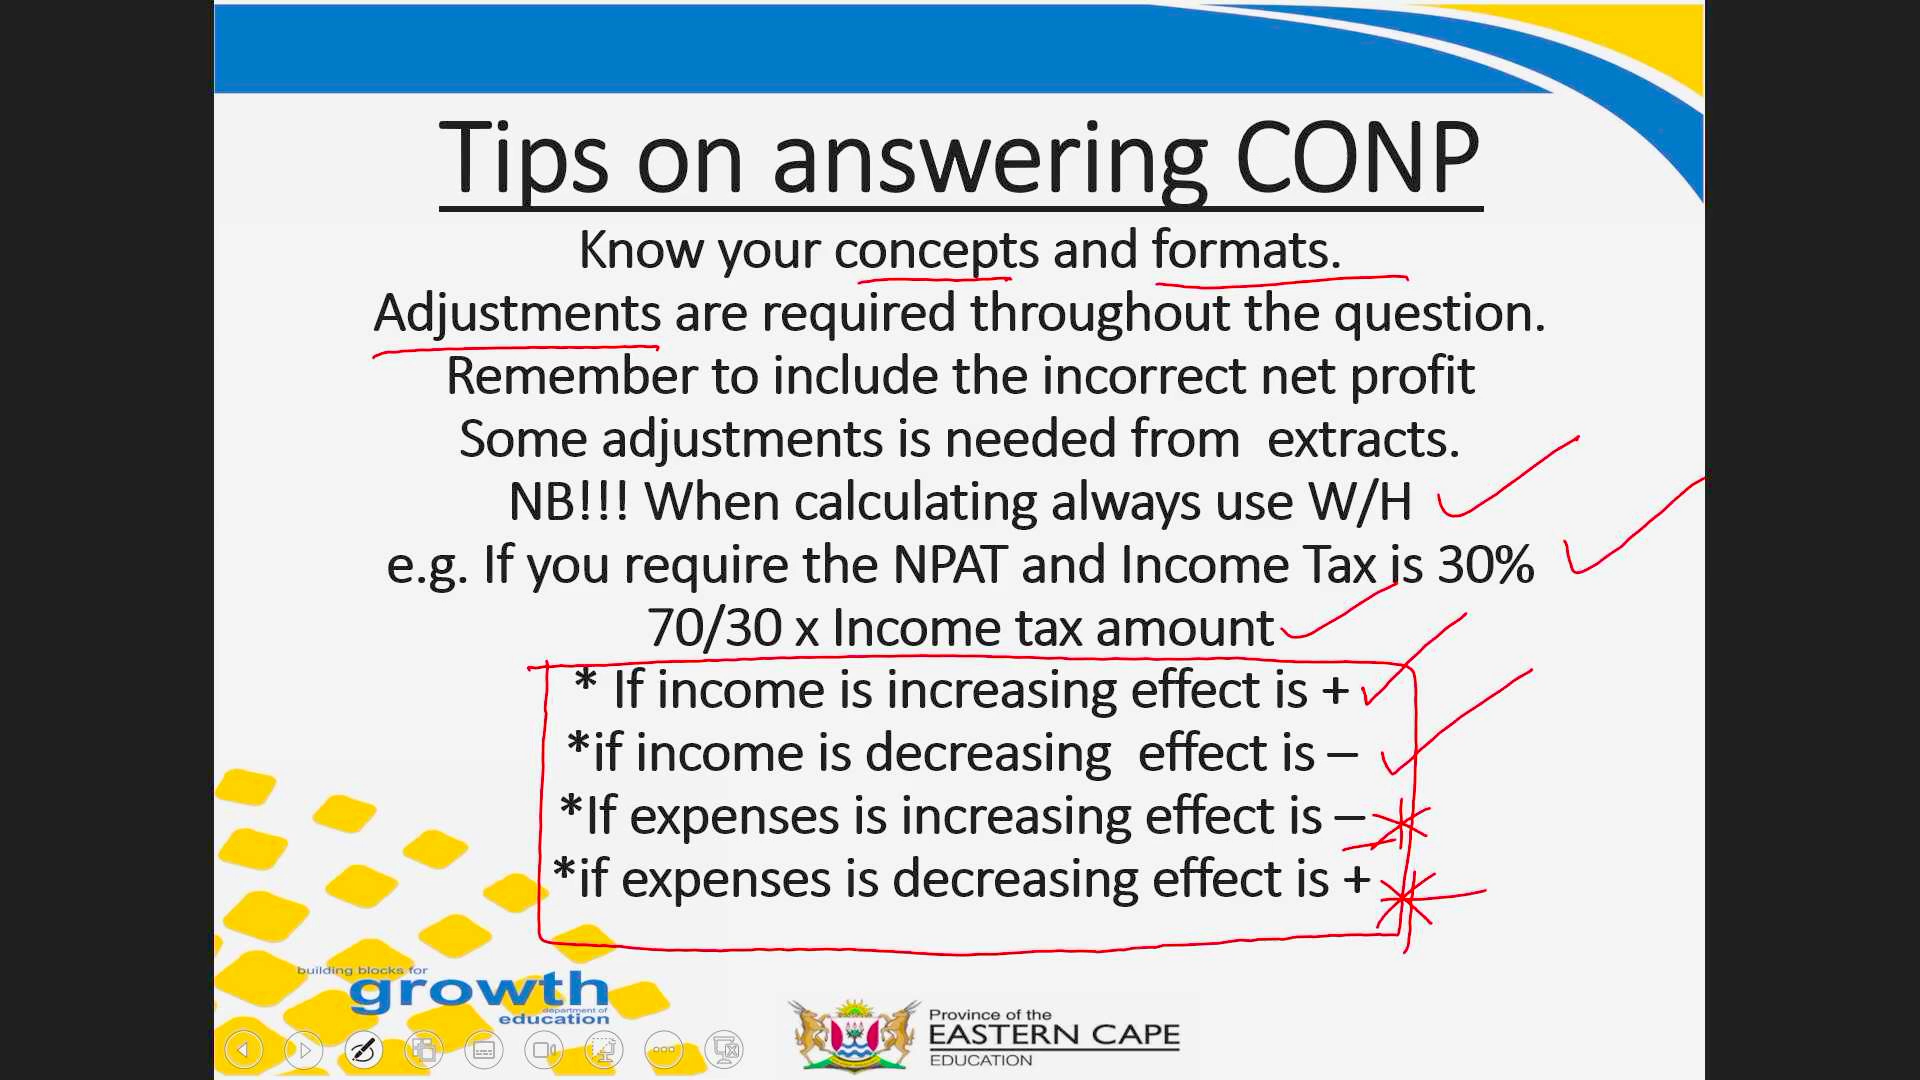 Tips on answering CONP
Know your concepts and formats.
Adjustments are required throughout the question.
Remember to include the incorrect net profit
Some adjustments is needed from  extracts.
NB!!! When calculating always use W/H
e.g. If you require the NPAT and Income Tax is 30%
70/30 x Income tax amount
* If income is increasing effect is +
*if income is decreasing  effect is –
*If expenses is increasing effect is –
*if expenses is decreasing effect is +
building blocks for
growth
department of
education
Province of the
EASTERN CAPE
EDUCATION